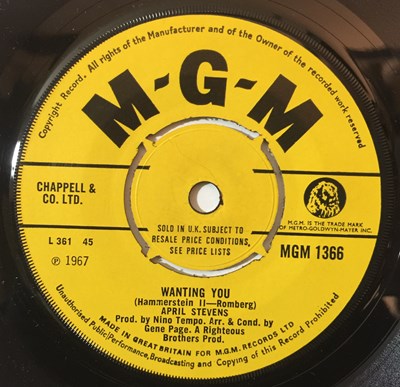 Copyright Record. All rights of the Manufacturer and of the Owner of the recorded work reserved
M-G-M
CHAPPELL &
CO. LTD.
M.G.M. IS THE TRADE MARK
OF METRO-GOLDWYN-MAYER INC.
SOLD IN U.K. SUBJECT TO
RESALE PRICE CONDITIONS,
SEE PRICE LISTS
L 361 45
MGM 1366
℗ 1967
WANTING YOU
(Hammerstein II—Romberg)
APRIL STEVENS
Prod. by Nino Tempo. Arr. & Cond. by
Gene Page. A Righteous
Brothers Prod.
MADE IN GREAT BRITAIN FOR M.G.M. RECORDS LTD
Unauthorised Public Performance, Broadcasting and Copying of this Record Prohibited